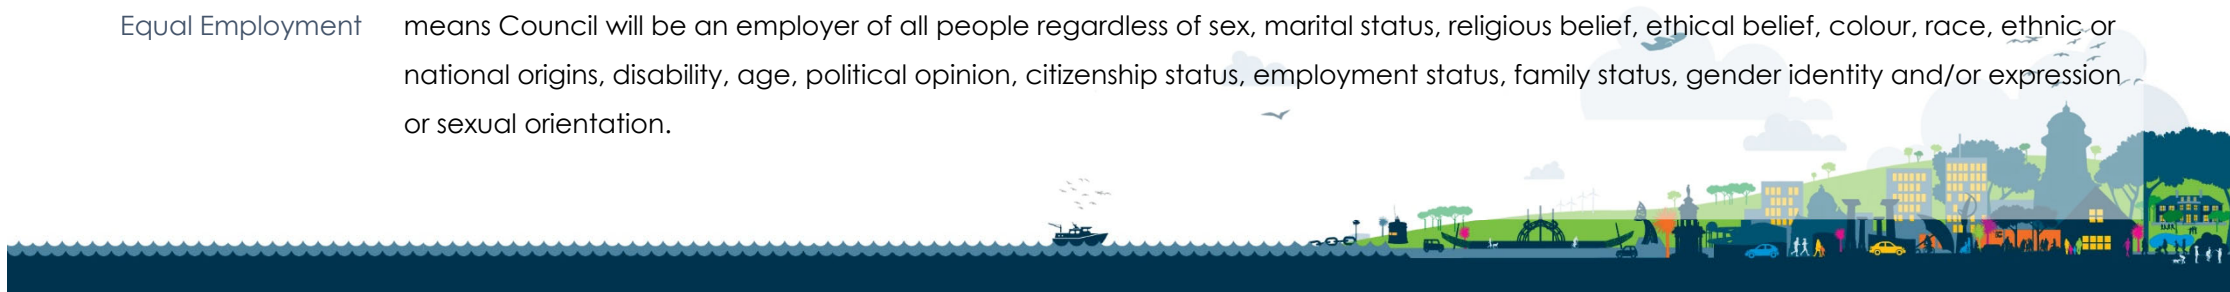 Equal Employment means Council will be an employer of all people regardless of sex, marital status, religious belief, ethical belief, colour, race, ethnic or
national origins, disability, age, political opinion, citizenship status, employment status, family status, gender identity and/or expression
or sexual orientation.